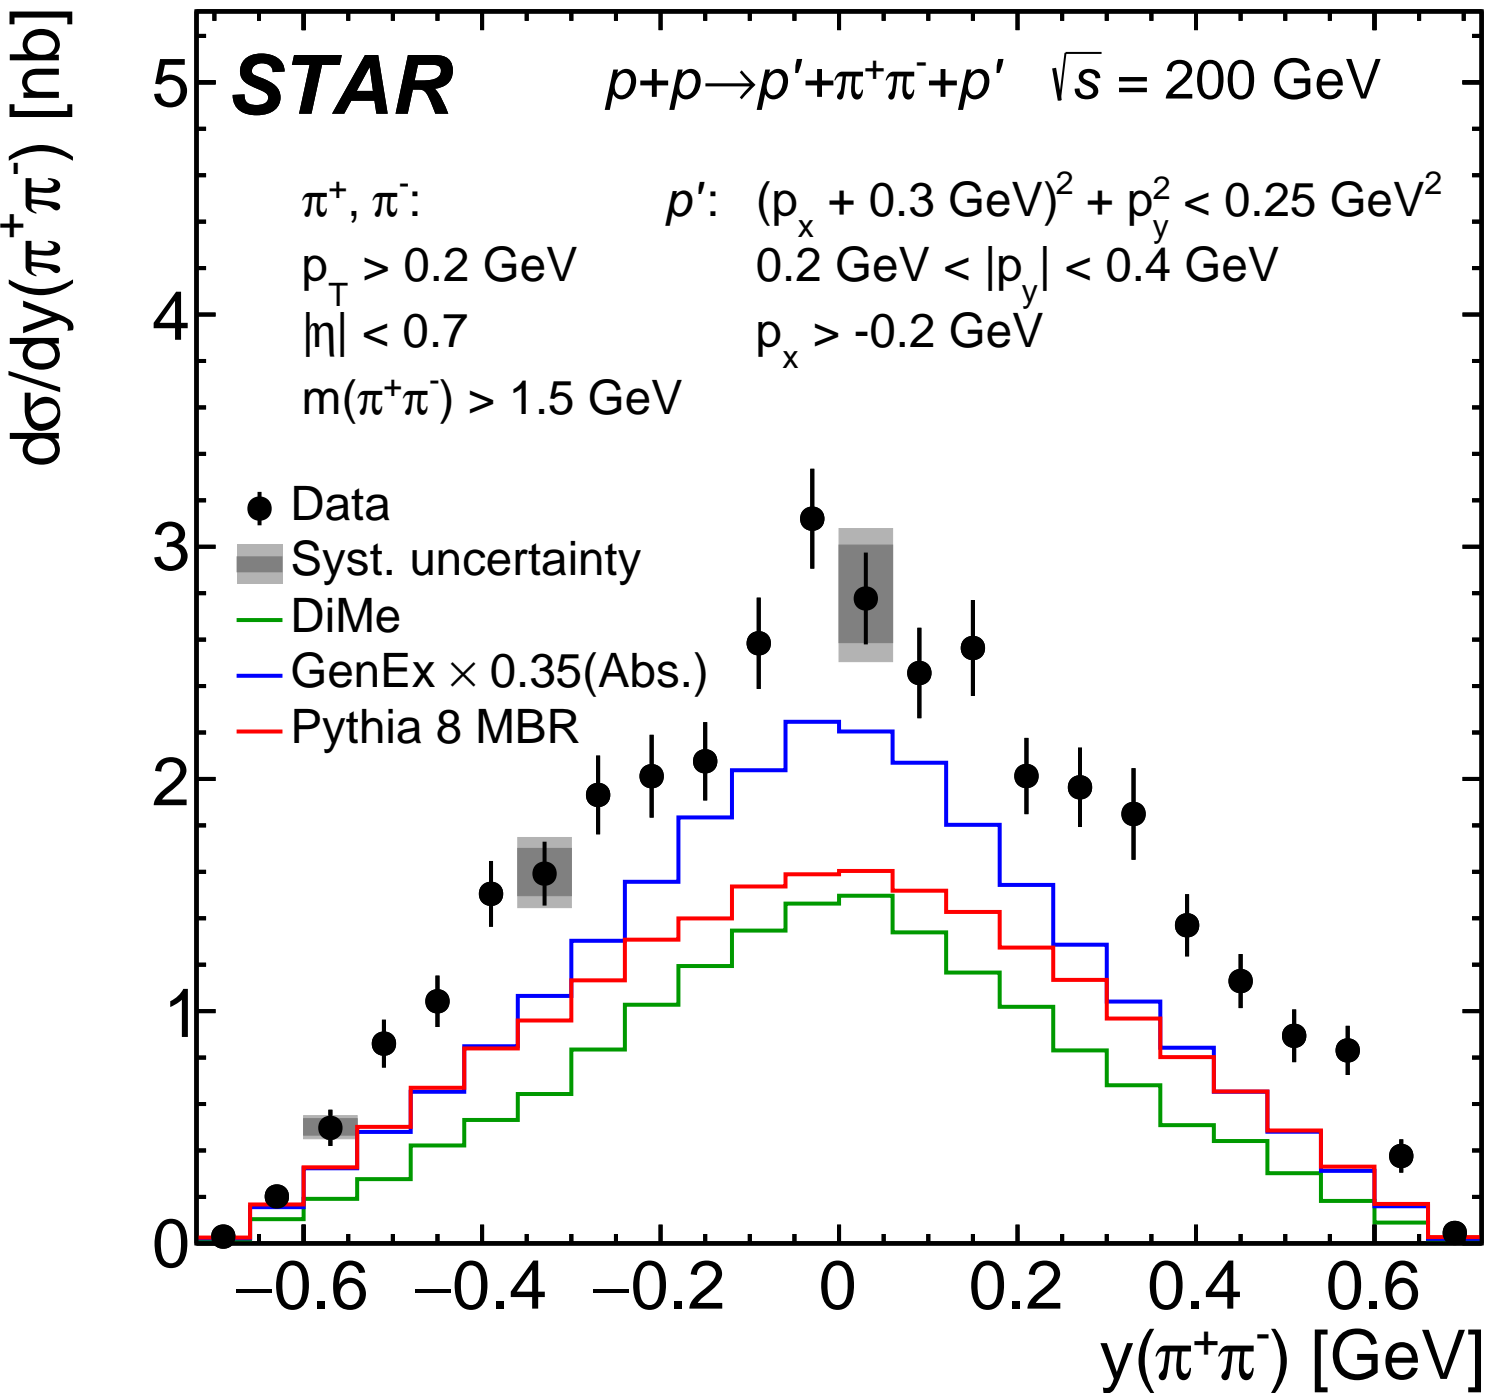 dσ/dy(π⁺π⁻) [nb]
STAR p+p→p′+π⁺π⁻+p′ √s = 200 GeV
π⁺, π⁻: p′: (pₓ + 0.3 GeV)² + p_y² < 0.25 GeV²
p_T > 0.2 GeV 0.2 GeV < |p_y| < 0.4 GeV
|η| < 0.7 pₓ > -0.2 GeV
m(π⁺π⁻) > 1.5 GeV
Data
Syst. uncertainty
DiMe
GenEx × 0.35(Abs.)
Pythia 8 MBR
5
4
3
2
1
0
−0.6 −0.4 −0.2 0 0.2 0.4 0.6
y(π⁺π⁻) [GeV]